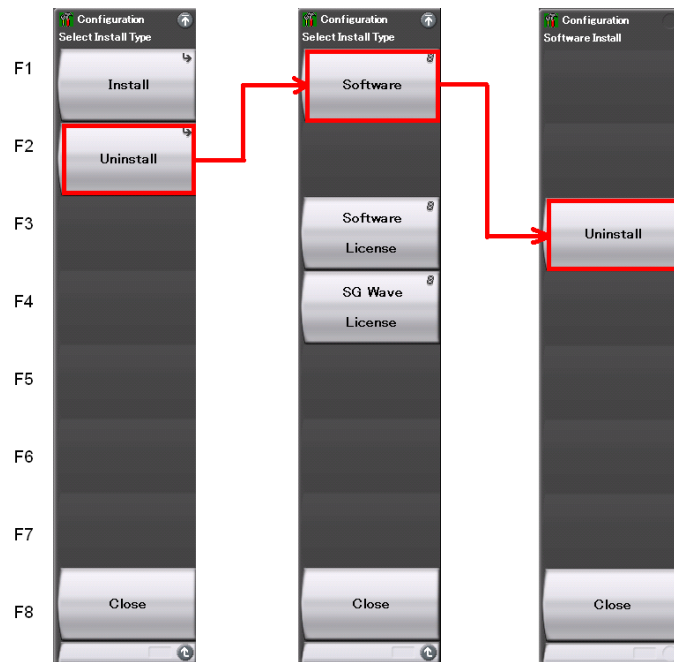 Configuration
Select Install Type
Install
Uninstall
Close
Configuration
Select Install Type
Software
Software
License
SG Wave
License
Close
Configuration
Software Install
Uninstall
Close
F1
F2
F3
F4
F5
F6
F7
F8